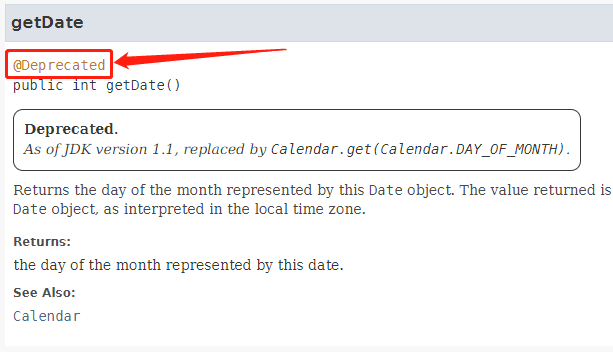 getDate
@Deprecated
public int getDate()
Deprecated.
As of JDK version 1.1, replaced by Calendar.get(Calendar.DAY_OF_MONTH).
Returns the day of the month represented by this Date object. The value returned is
Date object, as interpreted in the local time zone.
Returns:
the day of the month represented by this date.
See Also:
Calendar